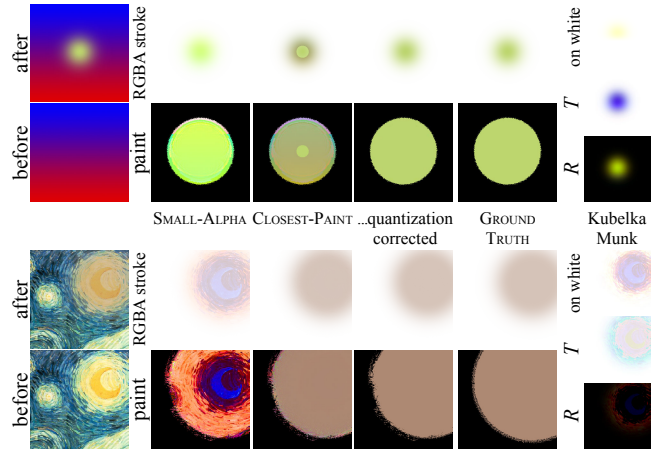 after
RGBA stroke
on white
before
paint
T
R
SMALL-ALPHA
CLOSEST-PAINT
...quantization
corrected
GROUND
TRUTH
Kubelka
Munk
after
RGBA stroke
on white
before
paint
T
R